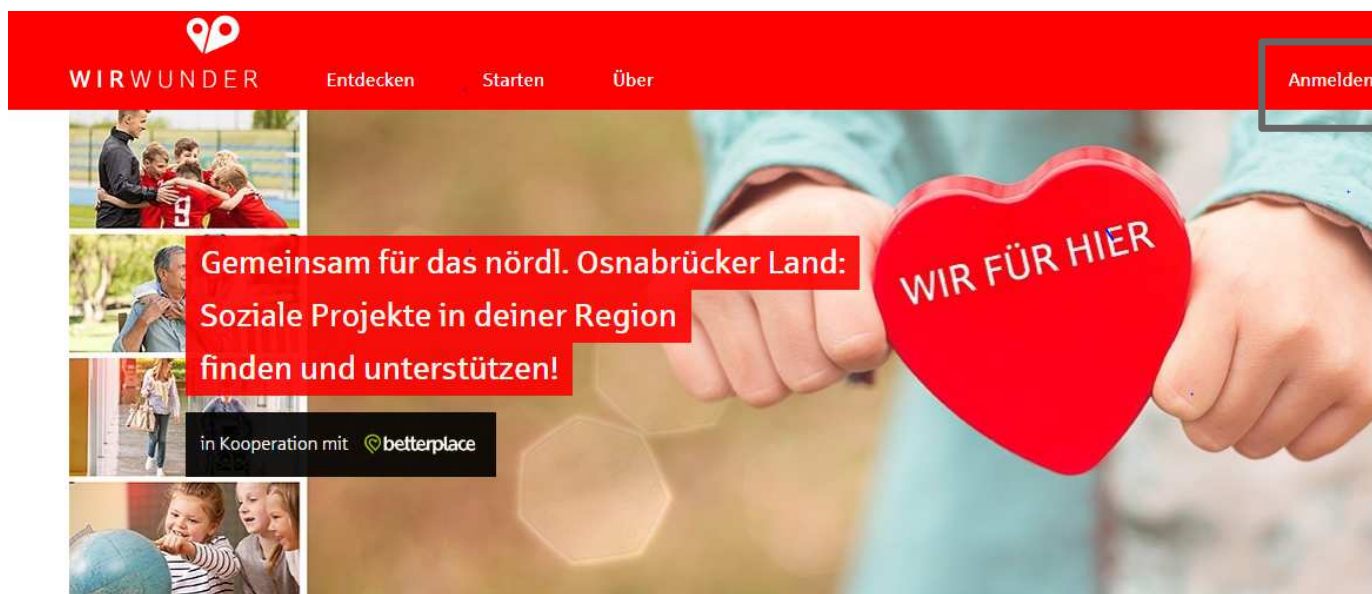 WIRWUNDER
Entdecken
Starten
Über
Anmelden
9
Gemeinsam für das nördl. Osnabrücker Land:
Soziale Projekte in deiner Region
finden und unterstützen!
in Kooperation mit betterplace
WIR FÜR HIER